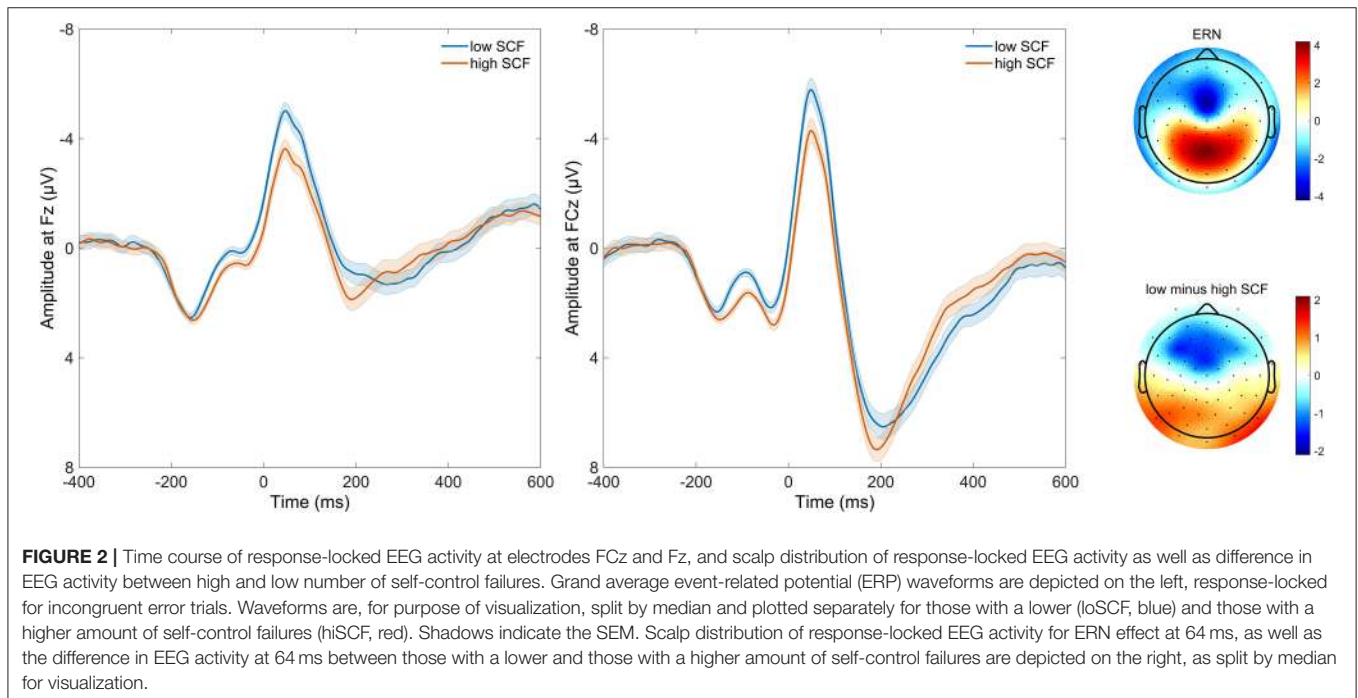 -8
-4
0
4
8
Amplitude at Fz (µV)
-400
-200
0
200
400
600
Time (ms)
low SCF
high SCF
-8
-4
0
4
8
Amplitude at FCz (µV)
-400
-200
0
200
400
600
Time (ms)
low SCF
high SCF
ERN
4
2
0
-2
-4
low minus high SCF
2
1
0
-1
-2
FIGURE 2 | Time course of response-locked EEG activity at electrodes FCz and Fz, and scalp distribution of response-locked EEG activity as well as difference in
EEG activity between high and low number of self-control failures. Grand average event-related potential (ERP) waveforms are depicted on the left, response-locked
for incongruent error trials. Waveforms are, for purpose of visualization, split by median and plotted separately for those with a lower (loSCF, blue) and those with a
higher amount of self-control failures (hiSCF, red). Shadows indicate the SEM. Scalp distribution of response-locked EEG activity for ERN effect at 64 ms, as well as
the difference in EEG activity at 64 ms between those with a lower and those with a higher amount of self-control failures are depicted on the right, as split by median
for visualization.